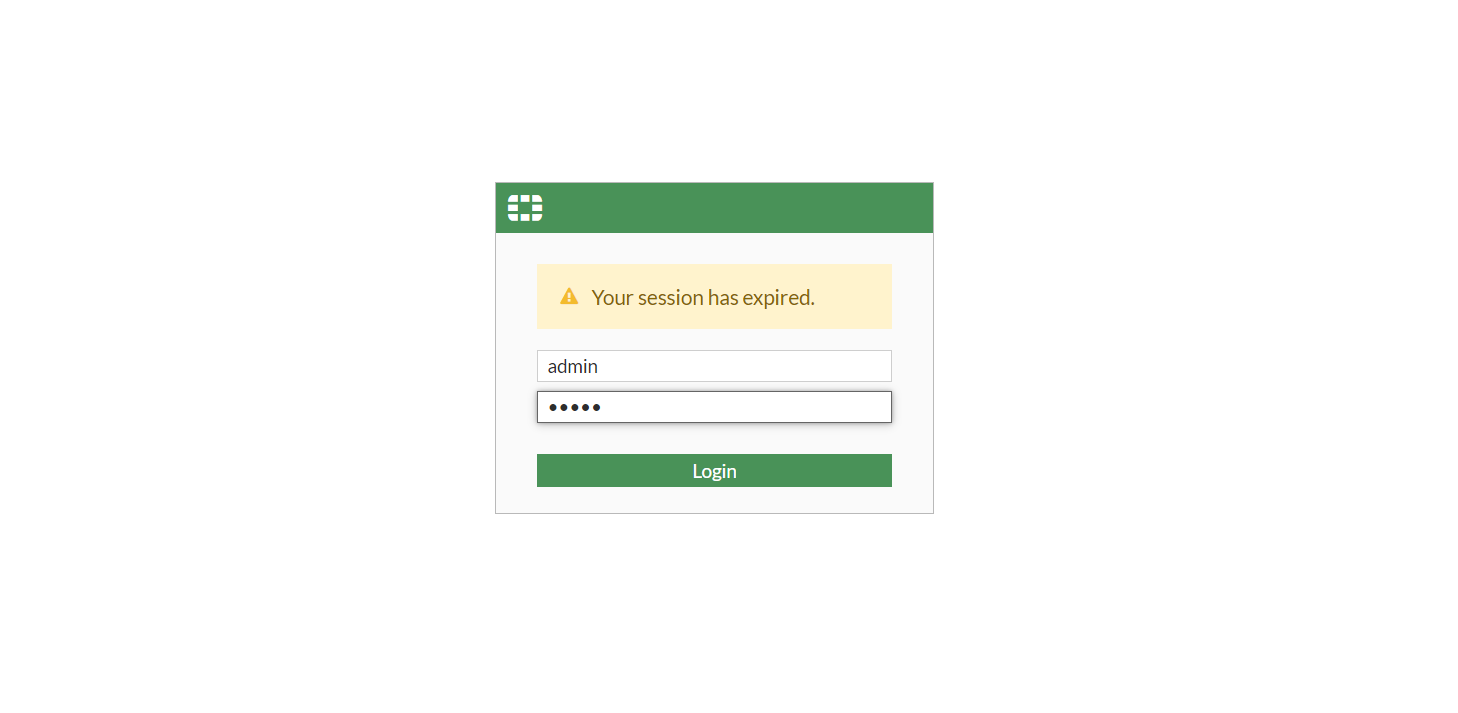 Your session has expired.
admin
•••••
Login